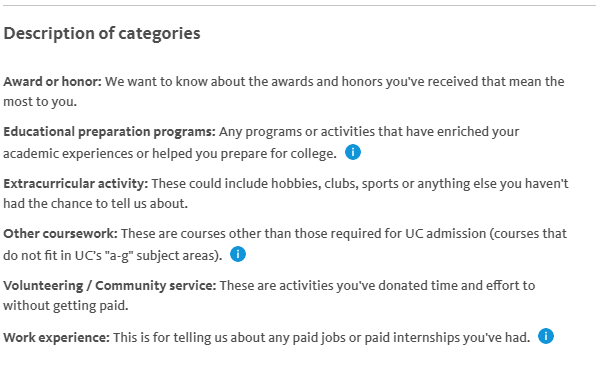 Description of categories
Award or honor: We want to know about the awards and honors you've received that mean the
most to you.
Educational preparation programs: Any programs or activities that have enriched your
academic experiences or helped you prepare for college. i
Extracurricular activity: These could include hobbies, clubs, sports or anything else you haven't
had the chance to tell us about.
Other coursework: These are courses other than those required for UC admission (courses that
do not fit in UC's "a-g" subject areas). i
Volunteering / Community service: These are activities you've donated time and effort to
without getting paid.
Work experience: This is for telling us about any paid jobs or paid internships you've had. i